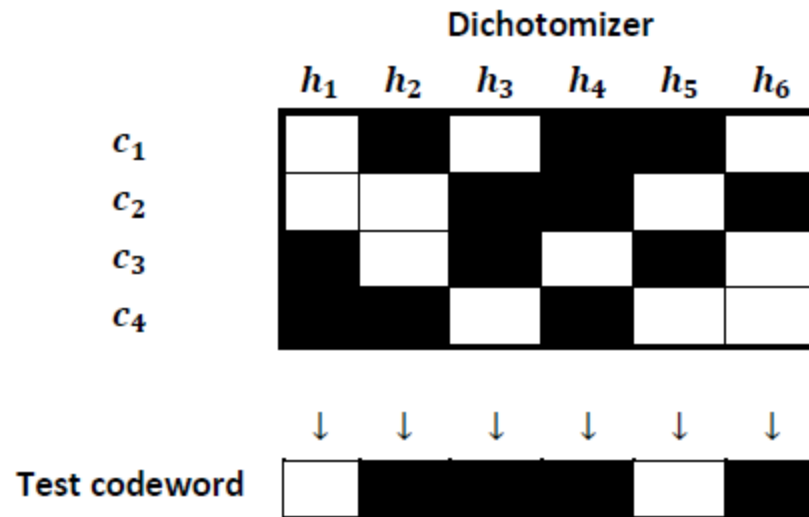 Dichotomizer
h₁ h₂ h₃ h₄ h₅ h₆
c₁
c₂
c₃
c₄
↓ ↓ ↓ ↓ ↓ ↓
Test codeword